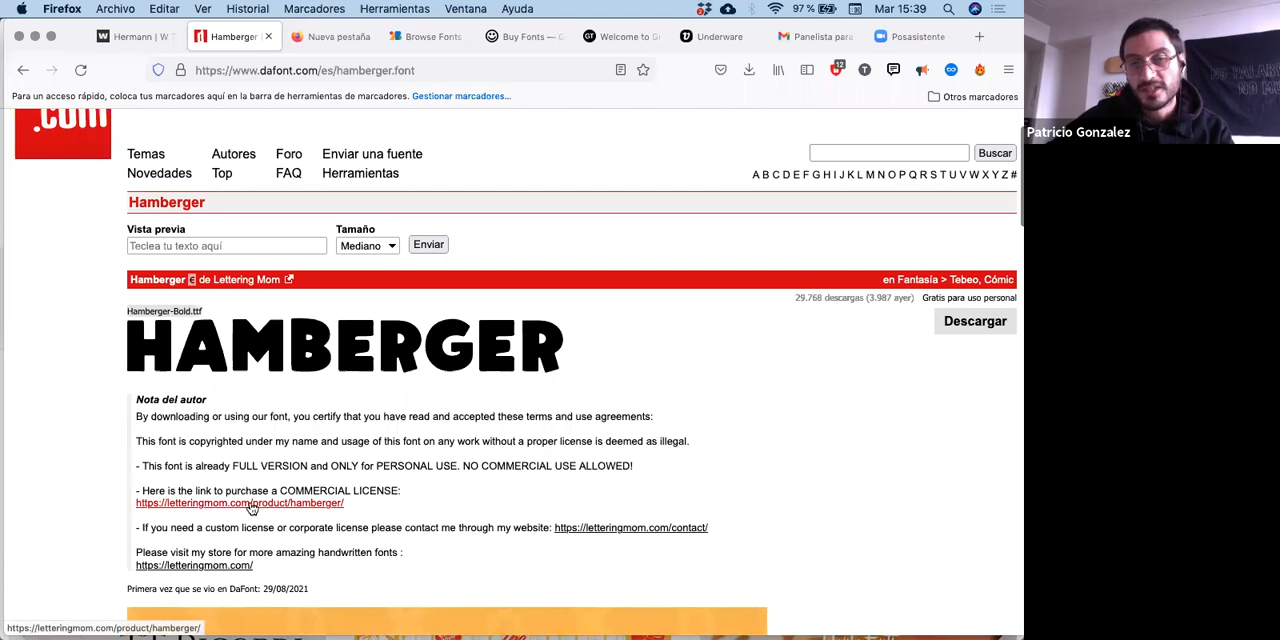 Firefox Archivo Editar Ver Historial Marcadores Herramientas Ventana Ayuda 2 97 % Mar 15:39
Hermann | W T Hamberger Nueva pestaña Browse Fonts Buy Fonts — Welcome to Underware Panelista para Posasistente
https://www.dafont.com/es/hamberger.font 12
Para un acceso rápido, coloca tus marcadores aquí en la barra de herramientas de marcadores. Gestionar marcadores... Otros marcadores
.com
Temas Autores Foro Enviar una fuente
Novedades Top FAQ Herramientas
Buscar
A B C D E F G H I J K L M N O P Q R S T U V W X Y Z #
Hamberger
Vista previa Tamaño
Teclea tu texto aquí Mediano Enviar
Hamberger € de Lettering Mom en Fantasía > Tebeo, Cómic
29.768 descargas (3.987 ayer) Gratis para uso personal
Hamberger-Bold.ttf
Descargar
HAMBERGER
Nota del autor
By downloading or using our font, you certify that you have read and accepted these terms and use agreements:
This font is copyrighted under my name and usage of this font on any work without a proper license is deemed as illegal.
- This font is already FULL VERSION and ONLY for PERSONAL USE. NO COMMERCIAL USE ALLOWED!
- Here is the link to purchase a COMMERCIAL LICENSE:
https://letteringmom.com/product/hamberger/
- If you need a custom license or corporate license please contact me through my website: https://letteringmom.com/contact/
Please visit my store for more amazing handwritten fonts :
https://letteringmom.com/
Primera vez que se vio en DaFont: 29/08/2021
https://letteringmom.com/product/hamberger/
Patricio Gonzalez